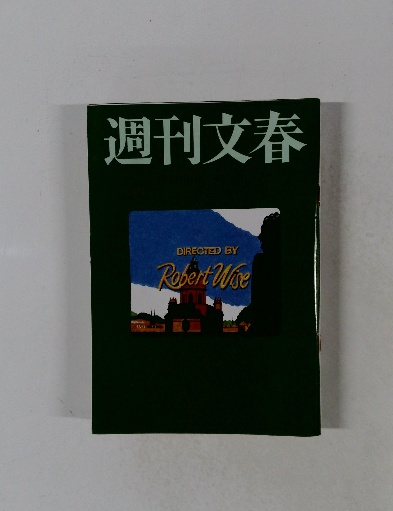 週刊文春
DIRECTED BY
Robert Wise